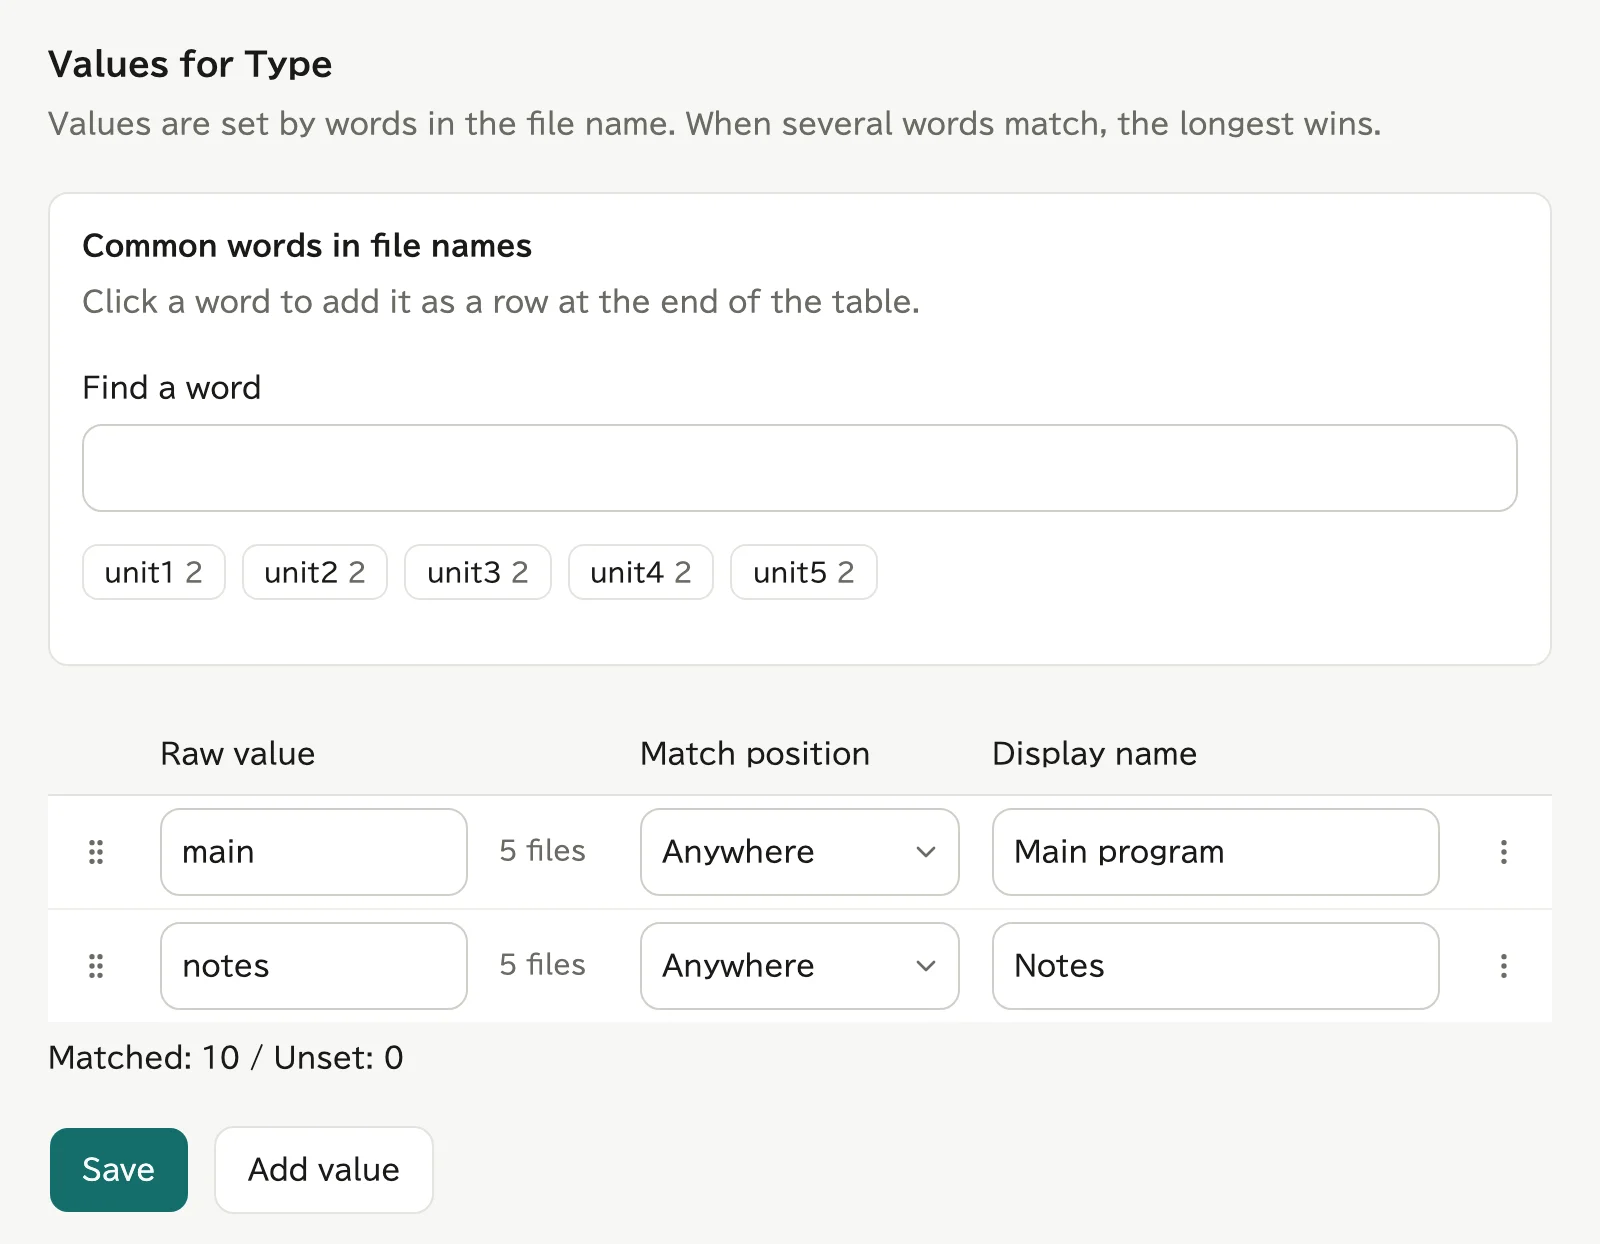 Values for Type
Values are set by words in the file name. When several words match, the longest wins.
Common words in file names
Click a word to add it as a row at the end of the table.
Find a word
unit1 2 unit2 2 unit3 2 unit4 2 unit5 2
Raw value Match position Display name
main 5 files Anywhere Main program
notes 5 files Anywhere Notes
Matched: 10 / Unset: 0
Save Add value